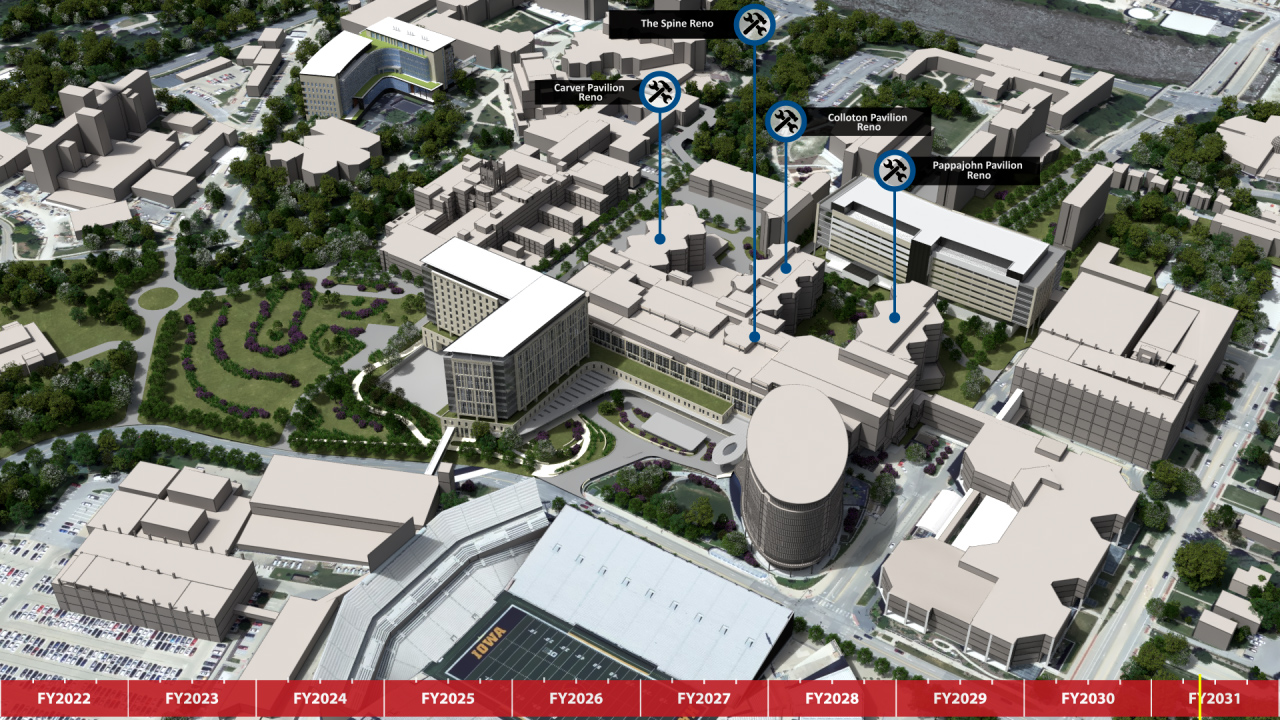 The Spine Reno
Carver Pavilion
Reno
Colloton Pavilion
Reno
Pappajohn Pavilion
Reno
IOWA
FY2022 FY2023 FY2024 FY2025 FY2026 FY2027 FY2028 FY2029 FY2030 FY2031